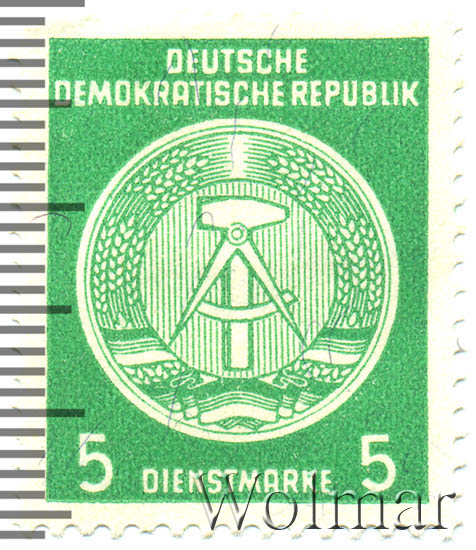 DEUTSCHE
DEMOKRATISCHE REPUBLIK
5 DIENSTMARKE 5
Wolmar